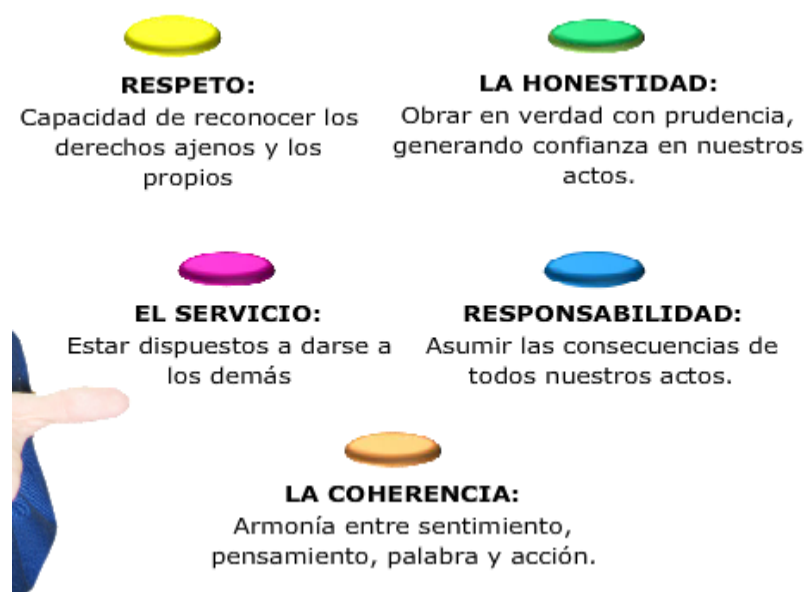 RESPETO:
Capacidad de reconocer los
derechos ajenos y los
propios
LA HONESTIDAD:
Obrar en verdad con prudencia,
generando confianza en nuestros
actos.
EL SERVICIO:
Estar dispuestos a darse a
los demás
RESPONSABILIDAD:
Asumir las consecuencias de
todos nuestros actos.
LA COHERENCIA:
Armonía entre sentimiento,
pensamiento, palabra y acción.